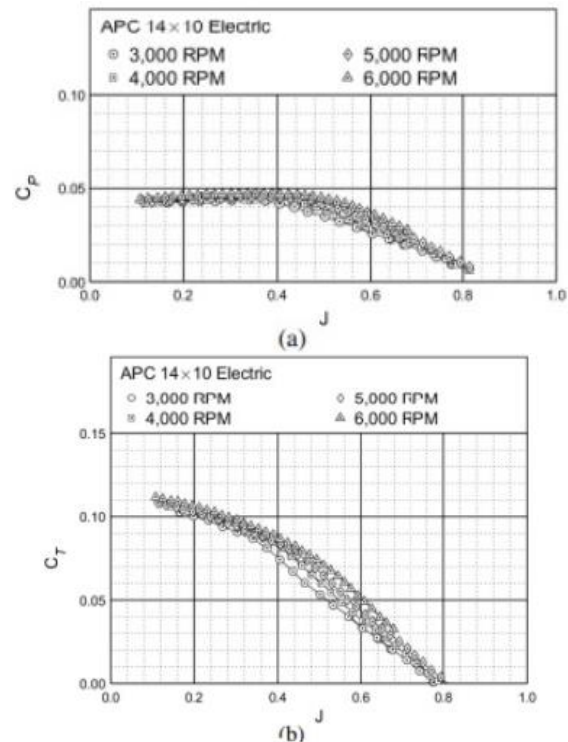 APC 14×10 Electric
3,000 RPM 5,000 RPM
4,000 RPM 6,000 RPM
0.10
C_P
0.05
0.00
0.0 0.2 0.4 0.6 0.8 1.0
J
(a)
APC 14×10 Electric
3,000 RPM 5,000 RPM
4,000 RPM 6,000 RPM
0.15
0.10
C_T
0.05
0.00
0.0 0.2 0.4 0.6 0.8 1.0
J
(b)